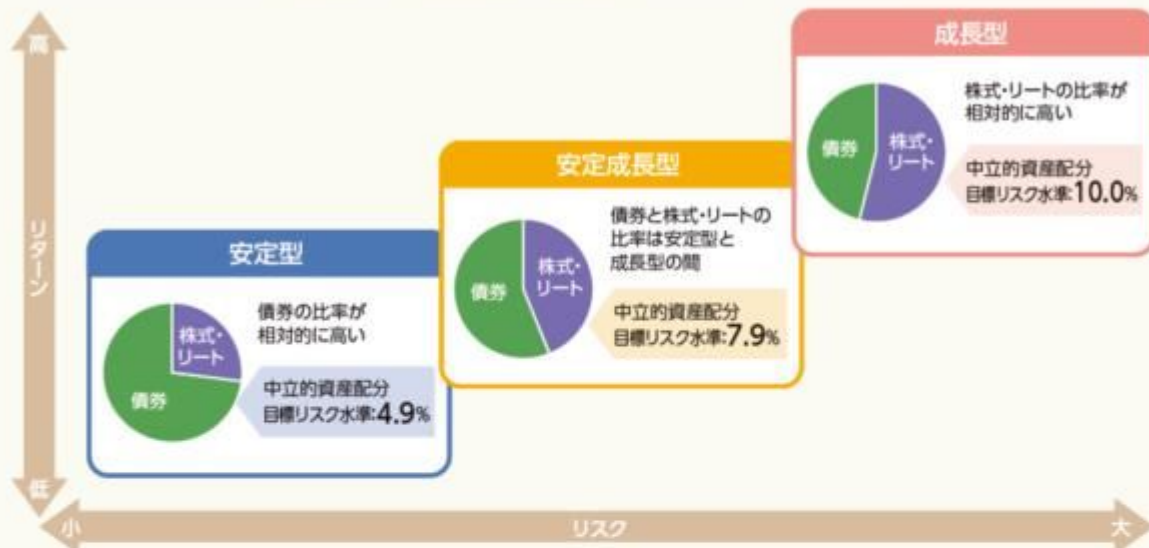 高
リターン
低
小
リスク
大
安定型
株式・
リート
債券
債券の比率が
相対的に高い
中立的資産配分
目標リスク水準:4.9%
安定成長型
株式・
リート
債券
債券と株式・リートの
比率は安定型と
成長型の間
中立的資産配分
目標リスク水準:7.9%
成長型
債券
株式・
リート
株式・リートの比率が
相対的に高い
中立的資産配分
目標リスク水準:10.0%